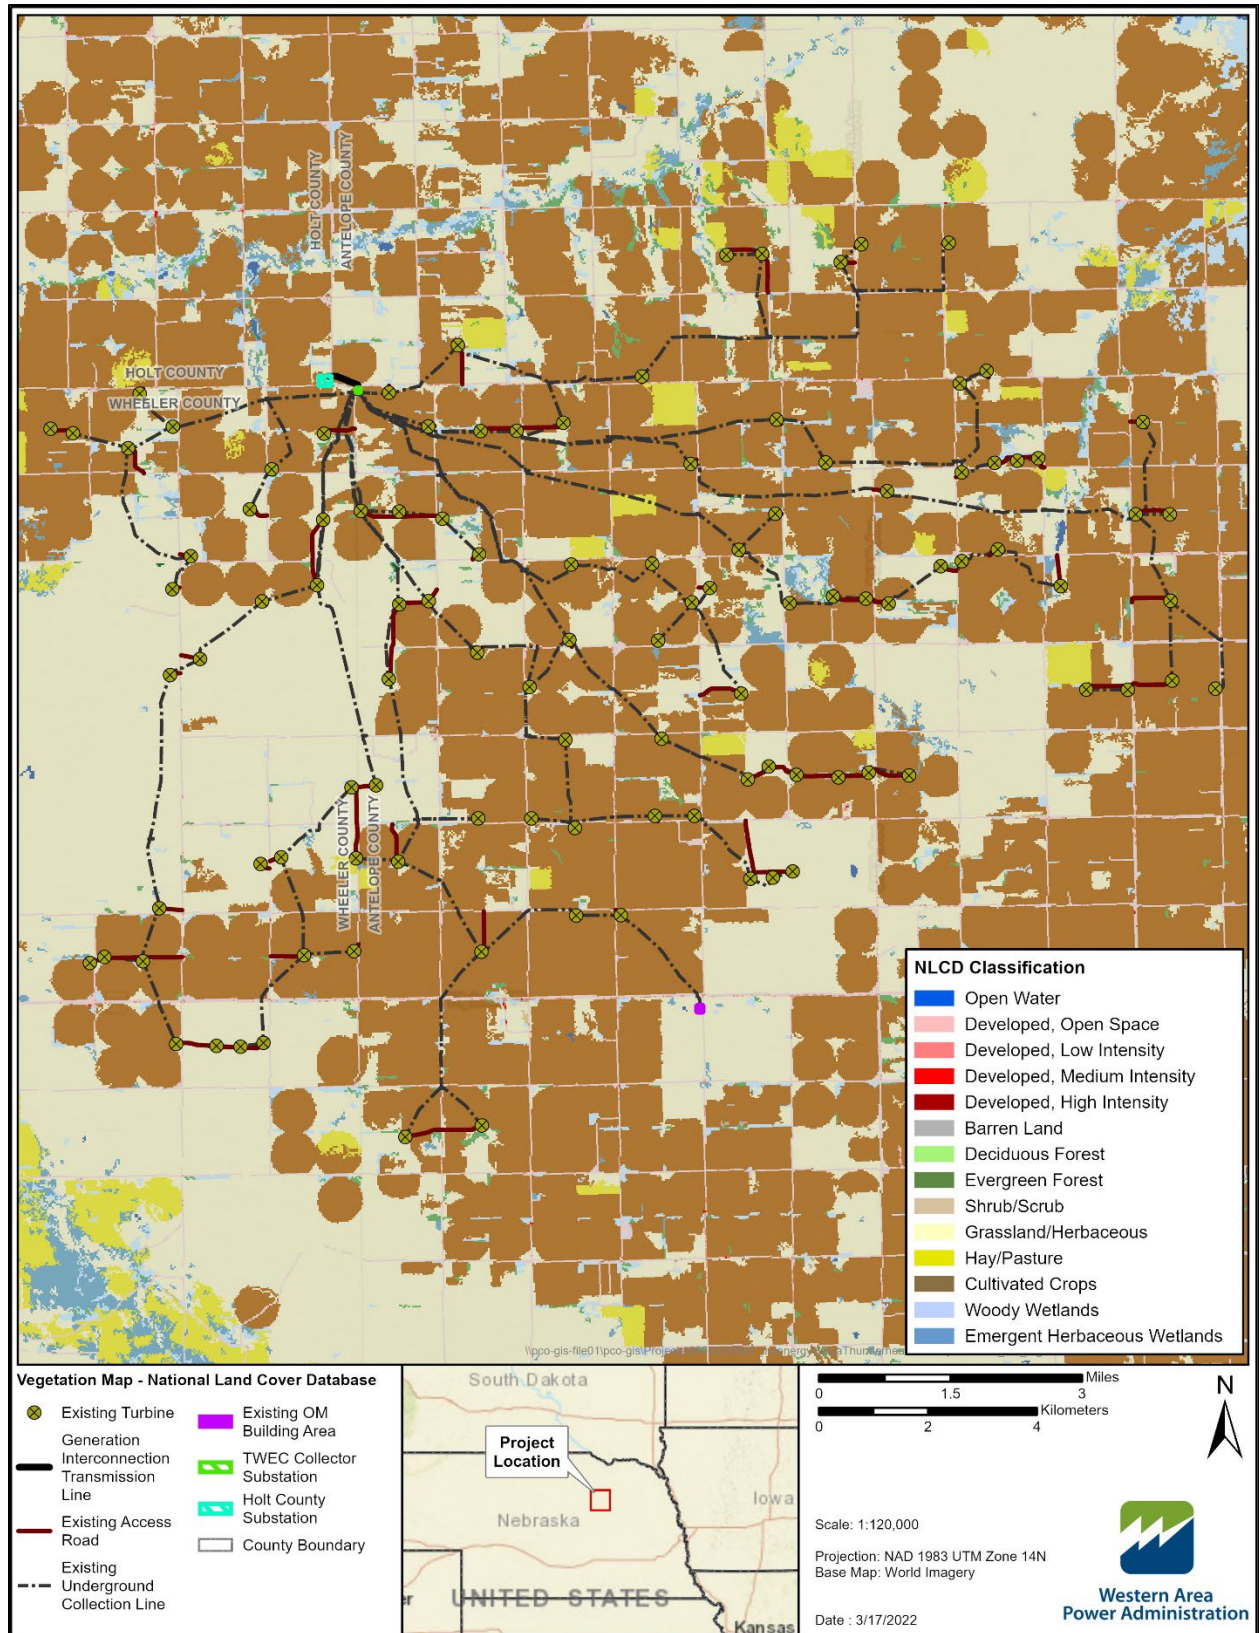 HOLT COUNTY
ANTELOPE COUNTY
HOLT COUNTY
WHEELER COUNTY
WHEELER COUNTY
ANTELOPE COUNTY
NLCD Classification
Open Water
Developed, Open Space
Developed, Low Intensity
Developed, Medium Intensity
Developed, High Intensity
Barren Land
Deciduous Forest
Evergreen Forest
Shrub/Scrub
Grassland/Herbaceous
Hay/Pasture
Cultivated Crops
Woody Wetlands
Emergent Herbaceous Wetlands
\\pco-gis-file01\pco-gis\
Vegetation Map - National Land Cover Database
Existing Turbine
Generation
Interconnection
Transmission
Line
Existing Access
Road
Existing
Underground
Collection Line
Existing OM
Building Area
TWEC Collector
Substation
Holt County
Substation
County Boundary
South Dakota
Project
Location
Iowa
Nebraska
UNITED STATES
Kansas
0 1.5 3 Miles
0 2 4 Kilometers
N
Scale: 1:120,000
Projection: NAD 1983 UTM Zone 14N
Base Map: World Imagery
Date : 3/17/2022
Western Area
Power Administration